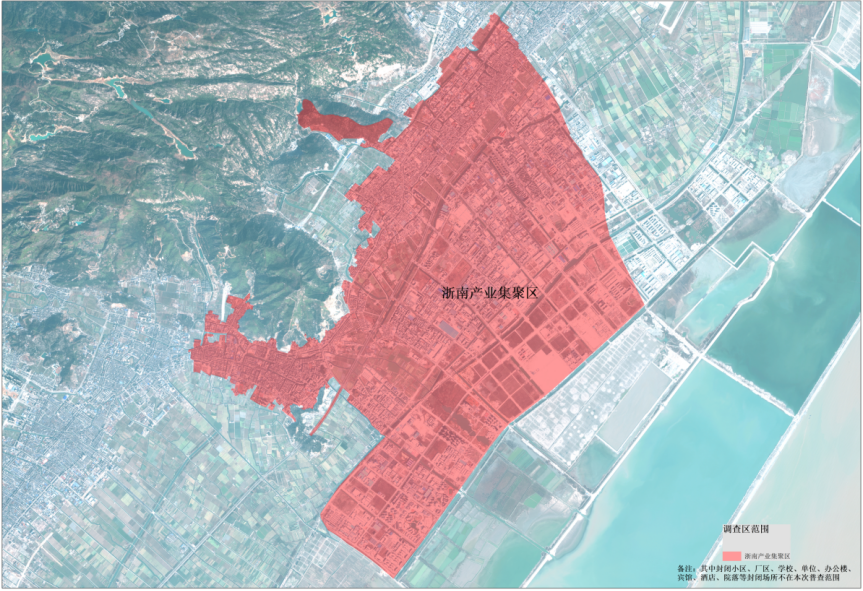 浙南产业集聚区
调查区范围
浙南产业集聚区
备注：其中封闭小区、厂区、学校、单位、办公楼、
宾馆、酒店、院落等封闭场所不在本次普查范围